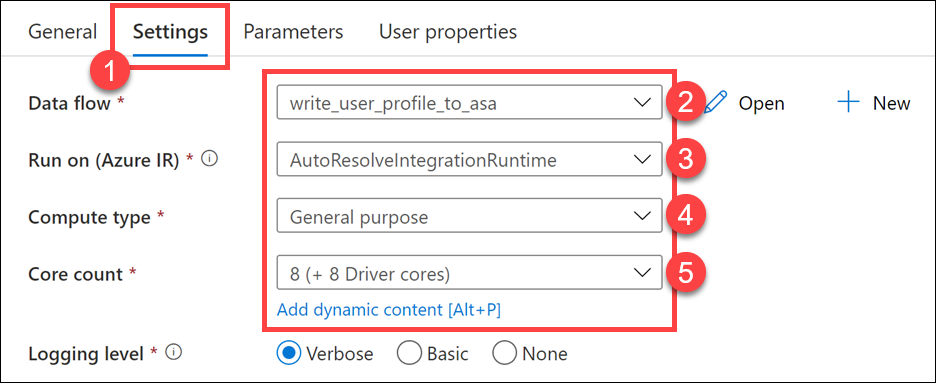 General Settings Parameters User properties
1
Data flow * write_user_profile_to_asa 2 Open New
Run on (Azure IR) * AutoResolveIntegrationRuntime 3
Compute type * General purpose 4
Core count * 8 (+ 8 Driver cores) 5
Add dynamic content [Alt+P]
Logging level * Verbose Basic None